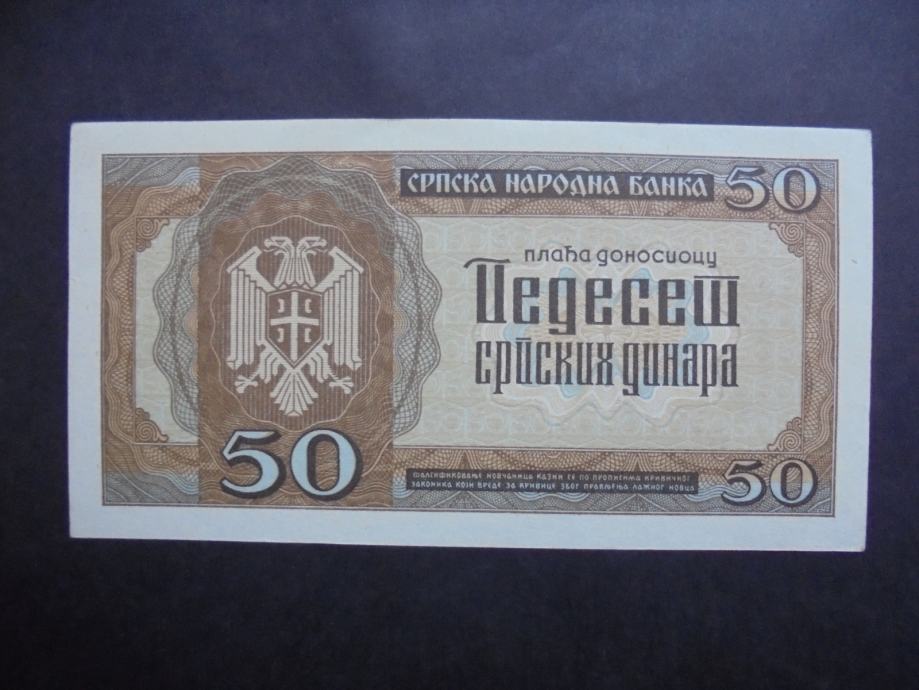 СРПСКА НАРОДНА БАНКА 50
плаћа доносиоцу
Педесет
српских динара
50
ФАЛСИФИКОВАЊЕ НОВЧАНИЦА КАЗНИ СЕ ПО ПРОПИСИМА КРИВИЧНОГ
ЗАКОНИКА КОЈИ ВРЕДЕ ЗА КРИВИЦЕ ЗБОГ ПРАВЉЕЊА ЛАЖНОГ НОВЦА
50